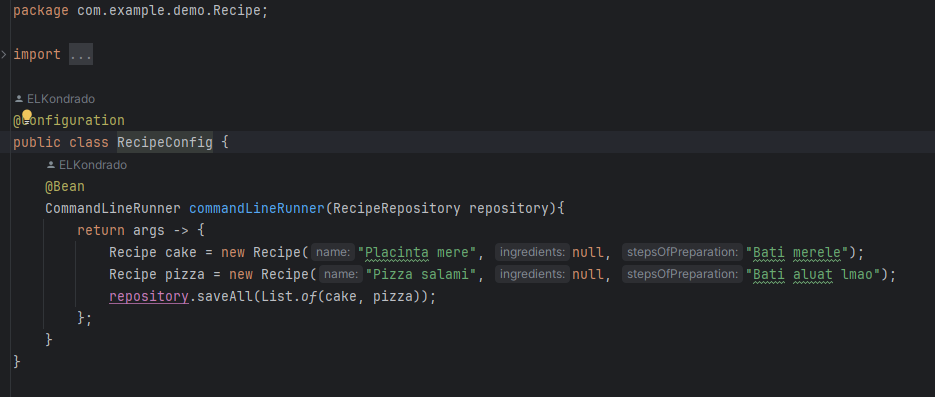 package com.example.demo.Recipe;
import ...
ELKondrado
@Configuration
public class RecipeConfig {
ELKondrado
@Bean
CommandLineRunner commandLineRunner(RecipeRepository repository){
return args -> {
Recipe cake = new Recipe( name: "Placinta mere", ingredients: null, stepsOfPreparation: "Bati merele");
Recipe pizza = new Recipe( name: "Pizza salami", ingredients: null, stepsOfPreparation: "Bati aluat lmao");
repository.saveAll(List.of(cake, pizza));
};
}
}